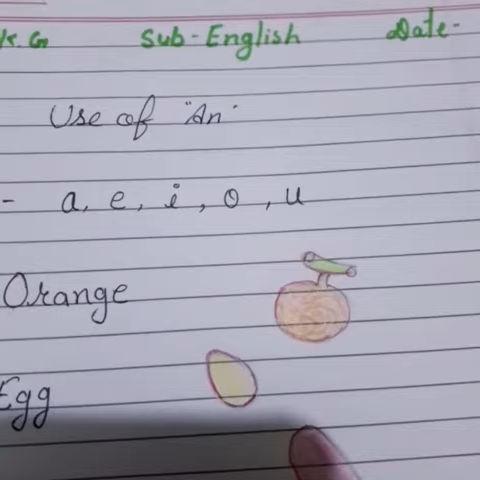 K.G Sub-English Date-
Use of "An"
- a, e, i, o, u
Orange
Egg